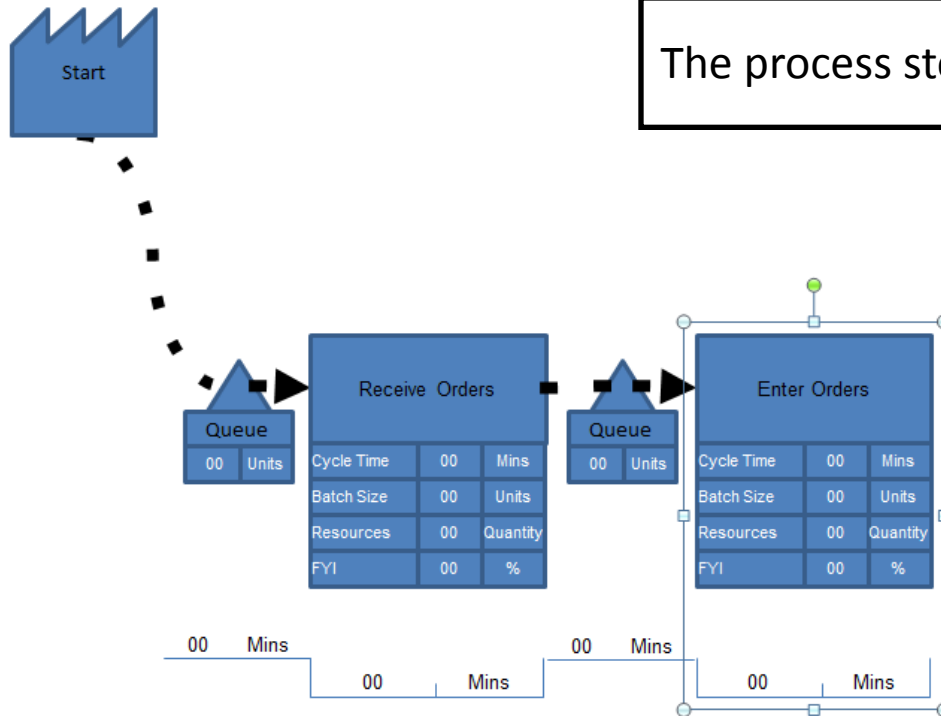 The process ste
Start
Receive Orders
Enter Orders
Queue
00 Units
Queue
00 Units
Cycle Time 00 Mins
Batch Size 00 Units
Resources 00 Quantity
FYI 00 %
Cycle Time 00 Mins
Batch Size 00 Units
Resources 00 Quantity
FYI 00 %
00 Mins
00 Mins
00 Mins
00 Mins